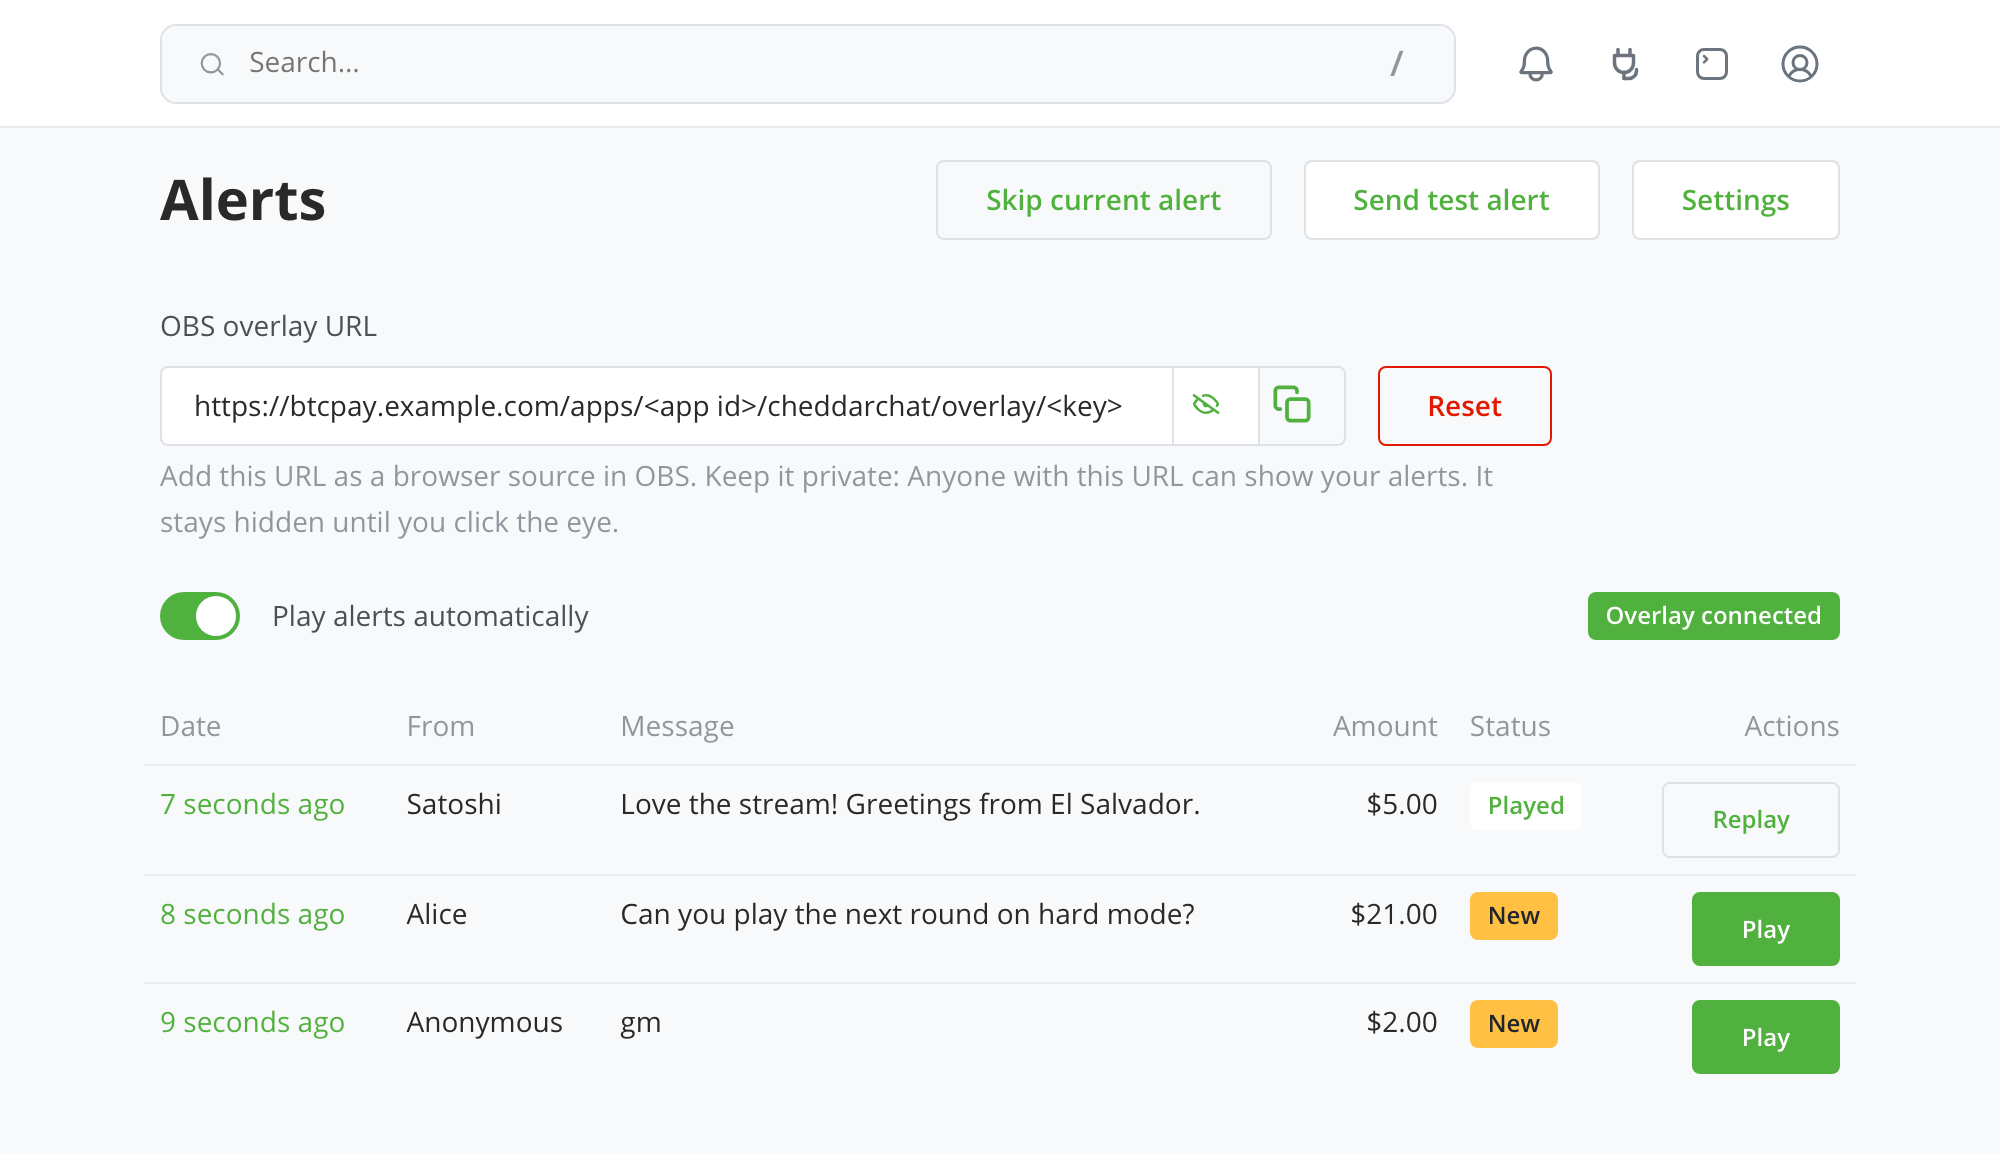 Search... /
Alerts
Skip current alert
Send test alert
Settings
OBS overlay URL
https://btcpay.example.com/apps/<app id>/cheddarchat/overlay/<key>
Reset
Add this URL as a browser source in OBS. Keep it private: Anyone with this URL can show your alerts. It
stays hidden until you click the eye.
Play alerts automatically
Overlay connected
Date From Message Amount Status Actions
7 seconds ago Satoshi Love the stream! Greetings from El Salvador. $5.00 Played Replay
8 seconds ago Alice Can you play the next round on hard mode? $21.00 New Play
9 seconds ago Anonymous gm $2.00 New Play